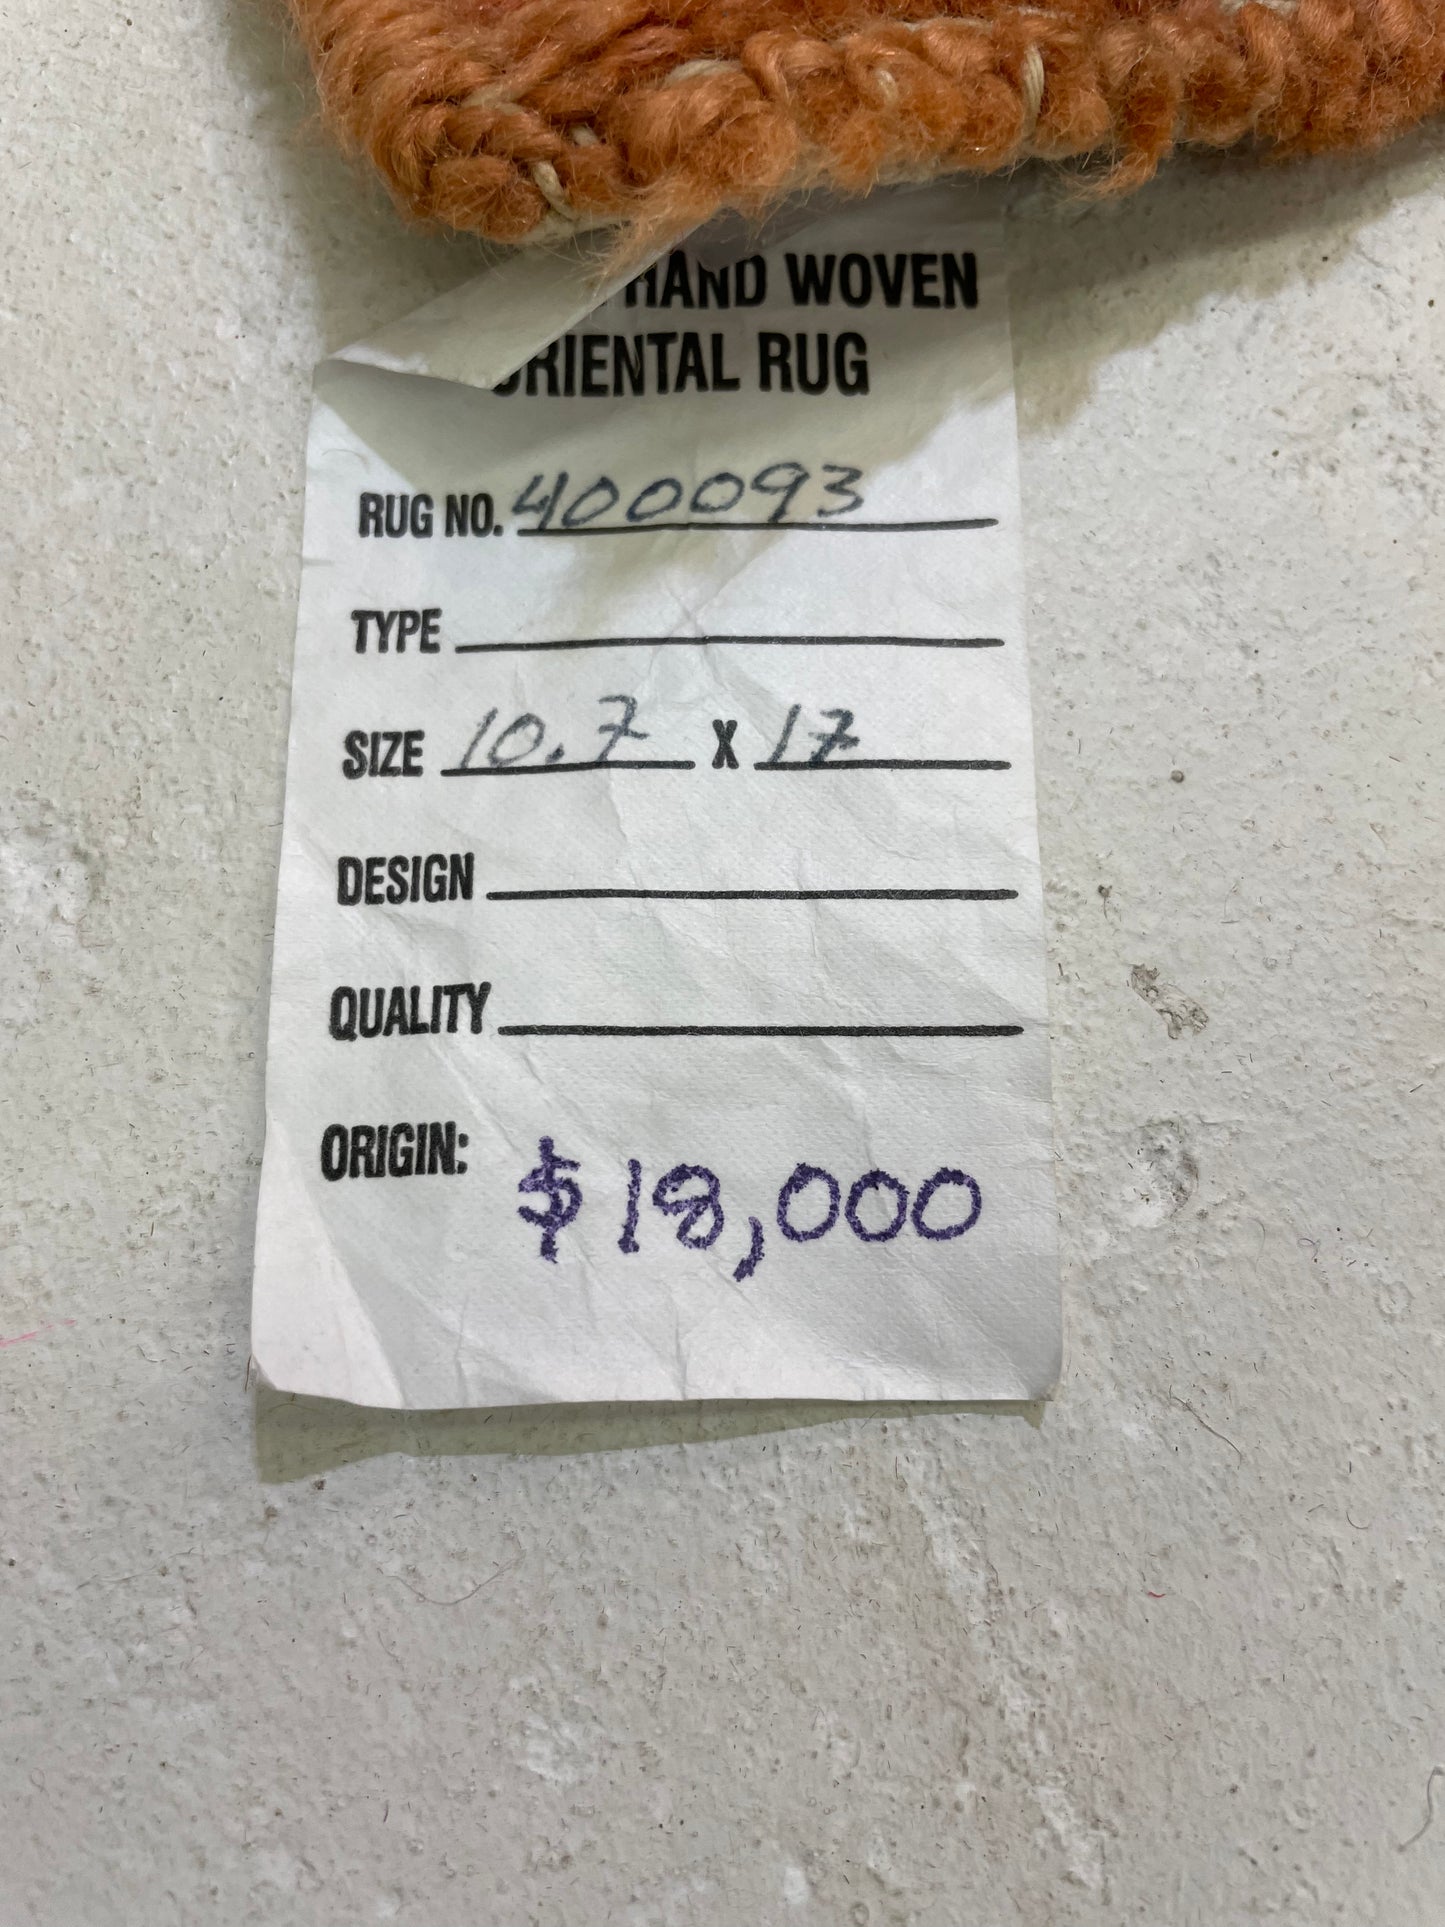 HAND WOVEN
ORIENTAL RUG
RUG NO. 400093
TYPE
SIZE 10.7 X 17
DESIGN
QUALITY
ORIGIN: $18,000